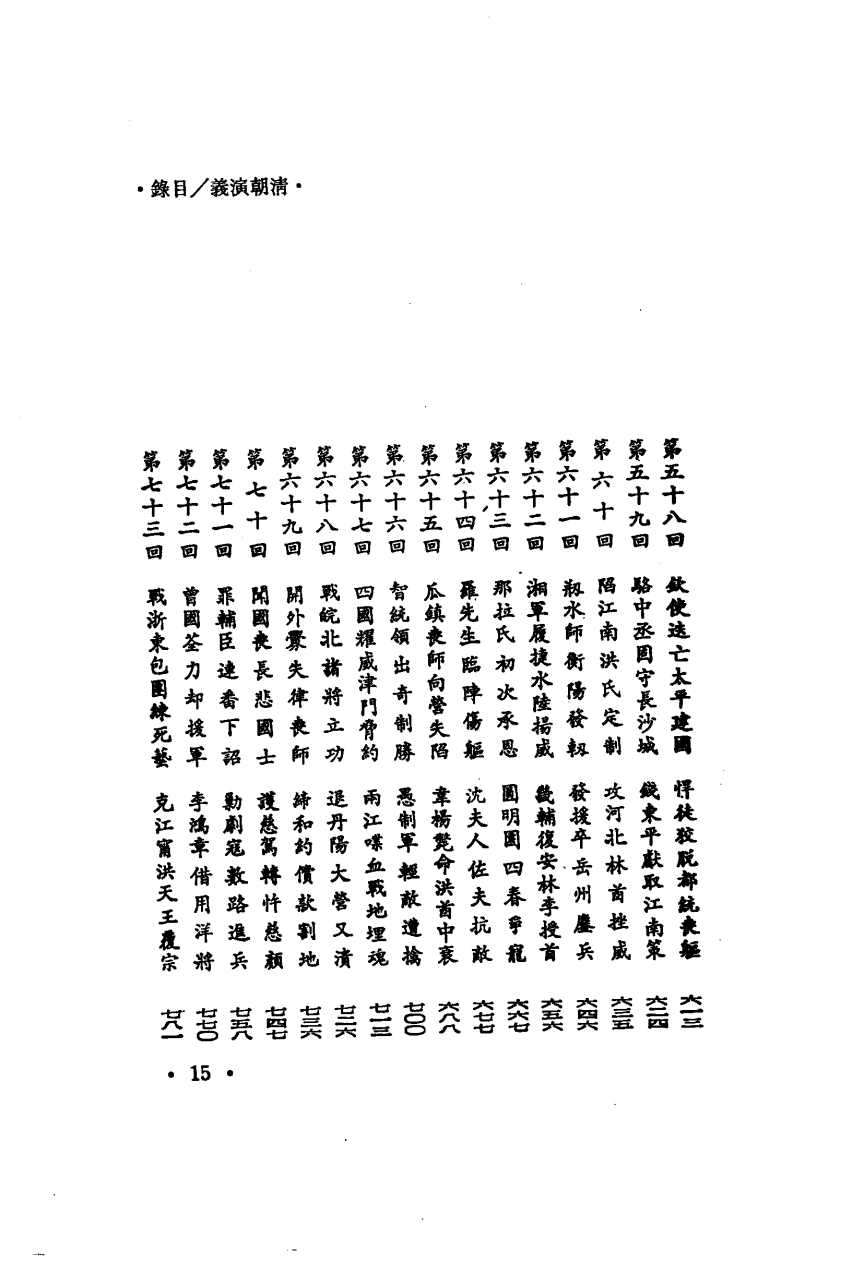 ・清朝演義／目錄・
第五十八回 欽使迭亡太平建國 悍徒狡脫都統喪軀 六一三
第五十九回 駱中丞固守長沙城 錢東平獻取江南策 六二四
第六十回 陷江南洪氏定制 攻河北林酋挫威 六三五
第六十一回 剏水師衡陽發軔 發援卒岳州鏖兵 六四六
第六十二回 湘軍屢捷水陸揚威 畿輔復安林李授首 六五六
第六十三回 那拉氏初次承恩 圓明園四春爭寵 六六七
第六十四回 羅先生臨陣傷軀 沈夫人佐夫抗敵 六七七
第六十五回 瓜鎮喪師向營失陷 韋楊斃命洪酋中衰 六八八
第六十六回 智統領出奇制勝 愚制軍輕敵遭擒 七〇〇
第六十七回 四國耀威津門脅約 兩江喋血戰地埋魂 七一三
第六十八回 戰皖北諸將立功 退丹陽大營又潰 七二六
第六十九回 開外釁失律喪師 締和約償款割地 七三六
第七十回 聞國喪長悲國士 護慈駕轉忤慈顏 七四七
第七十一回 罪輔臣連番下詔 勦劇寇數路進兵 七五八
第七十二回 曾國荃力却援軍 李鴻章借用洋將 七七〇
第七十三回 戰浙東包團練死藝 克江甯洪天王覆宗 七八一
• 15 •